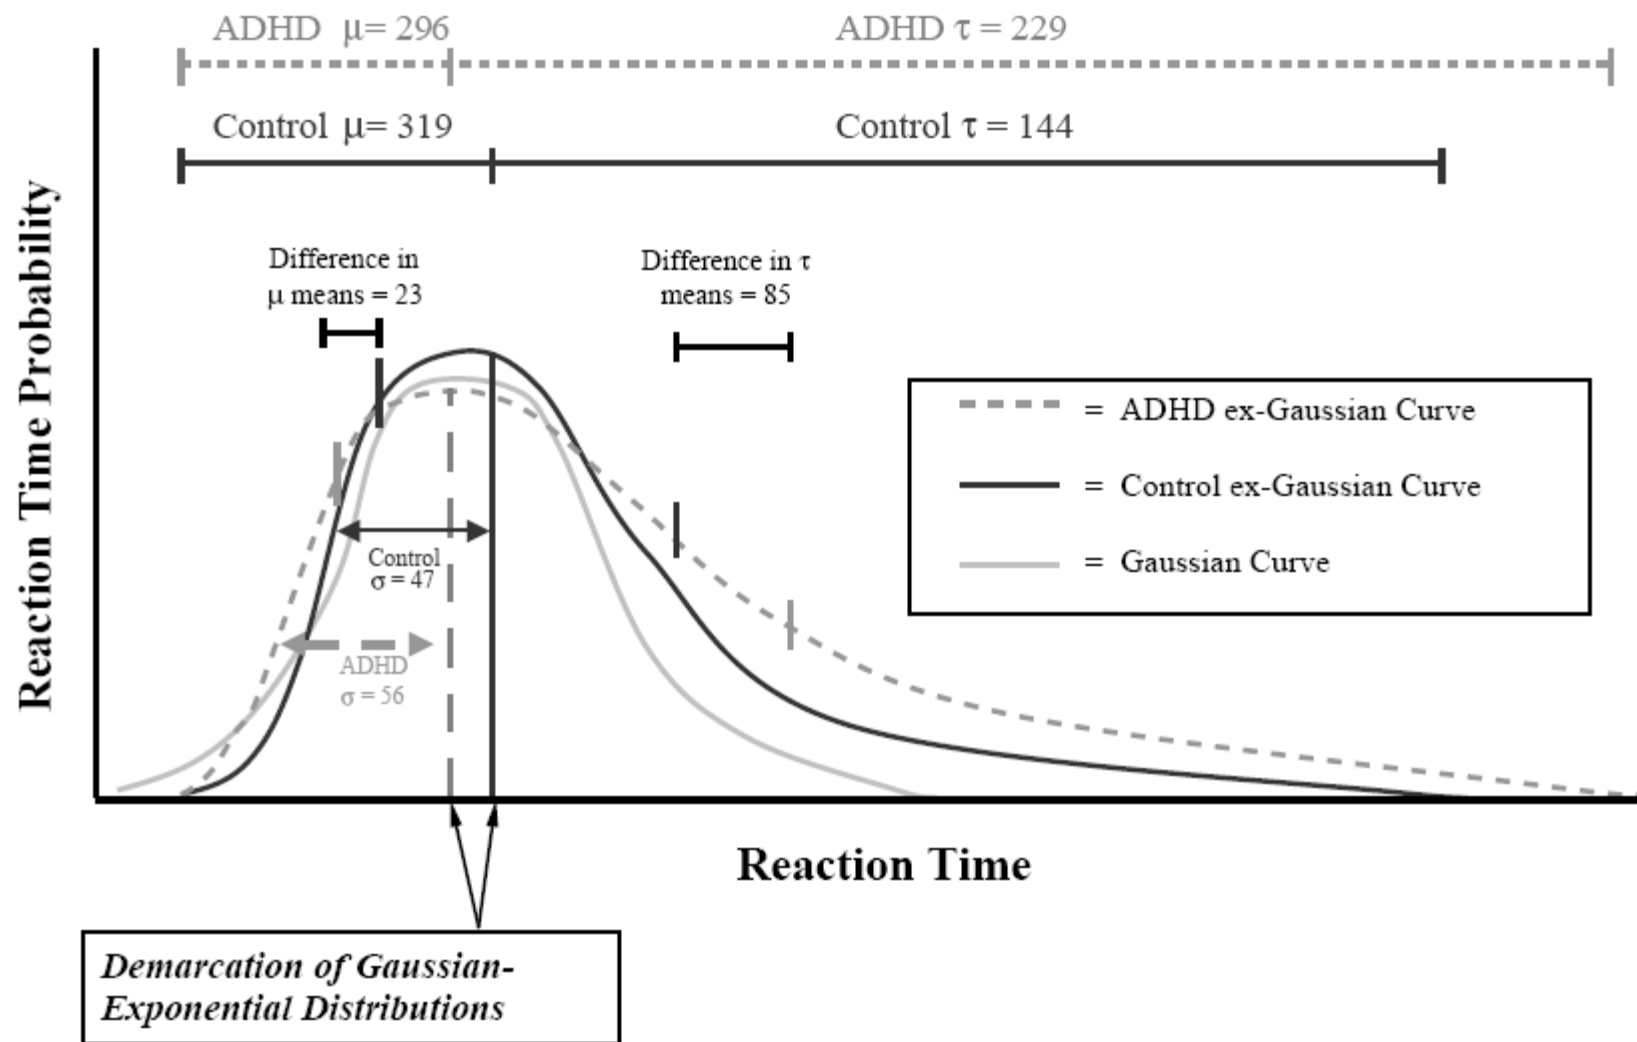 ADHD μ= 296
ADHD τ = 229
Control μ= 319
Control τ = 144
Difference in
μ means = 23
Difference in τ
means = 85
= ADHD ex-Gaussian Curve
= Control ex-Gaussian Curve
= Gaussian Curve
Control
σ = 47
ADHD
σ = 56
Reaction Time Probability
Reaction Time
Demarcation of Gaussian-
Exponential Distributions